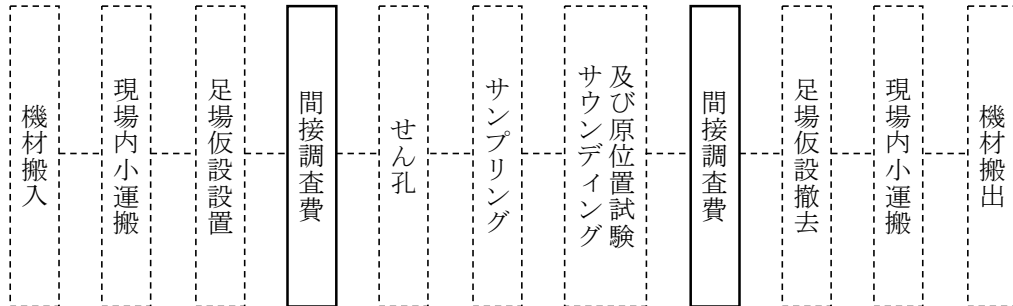 機材搬入
現場内小運搬
足場仮設設置
間接調査費
せん孔
サンプリング
サウンディング
及び原位置試験
間接調査費
足場仮設撤去
現場内小運搬
機材搬出